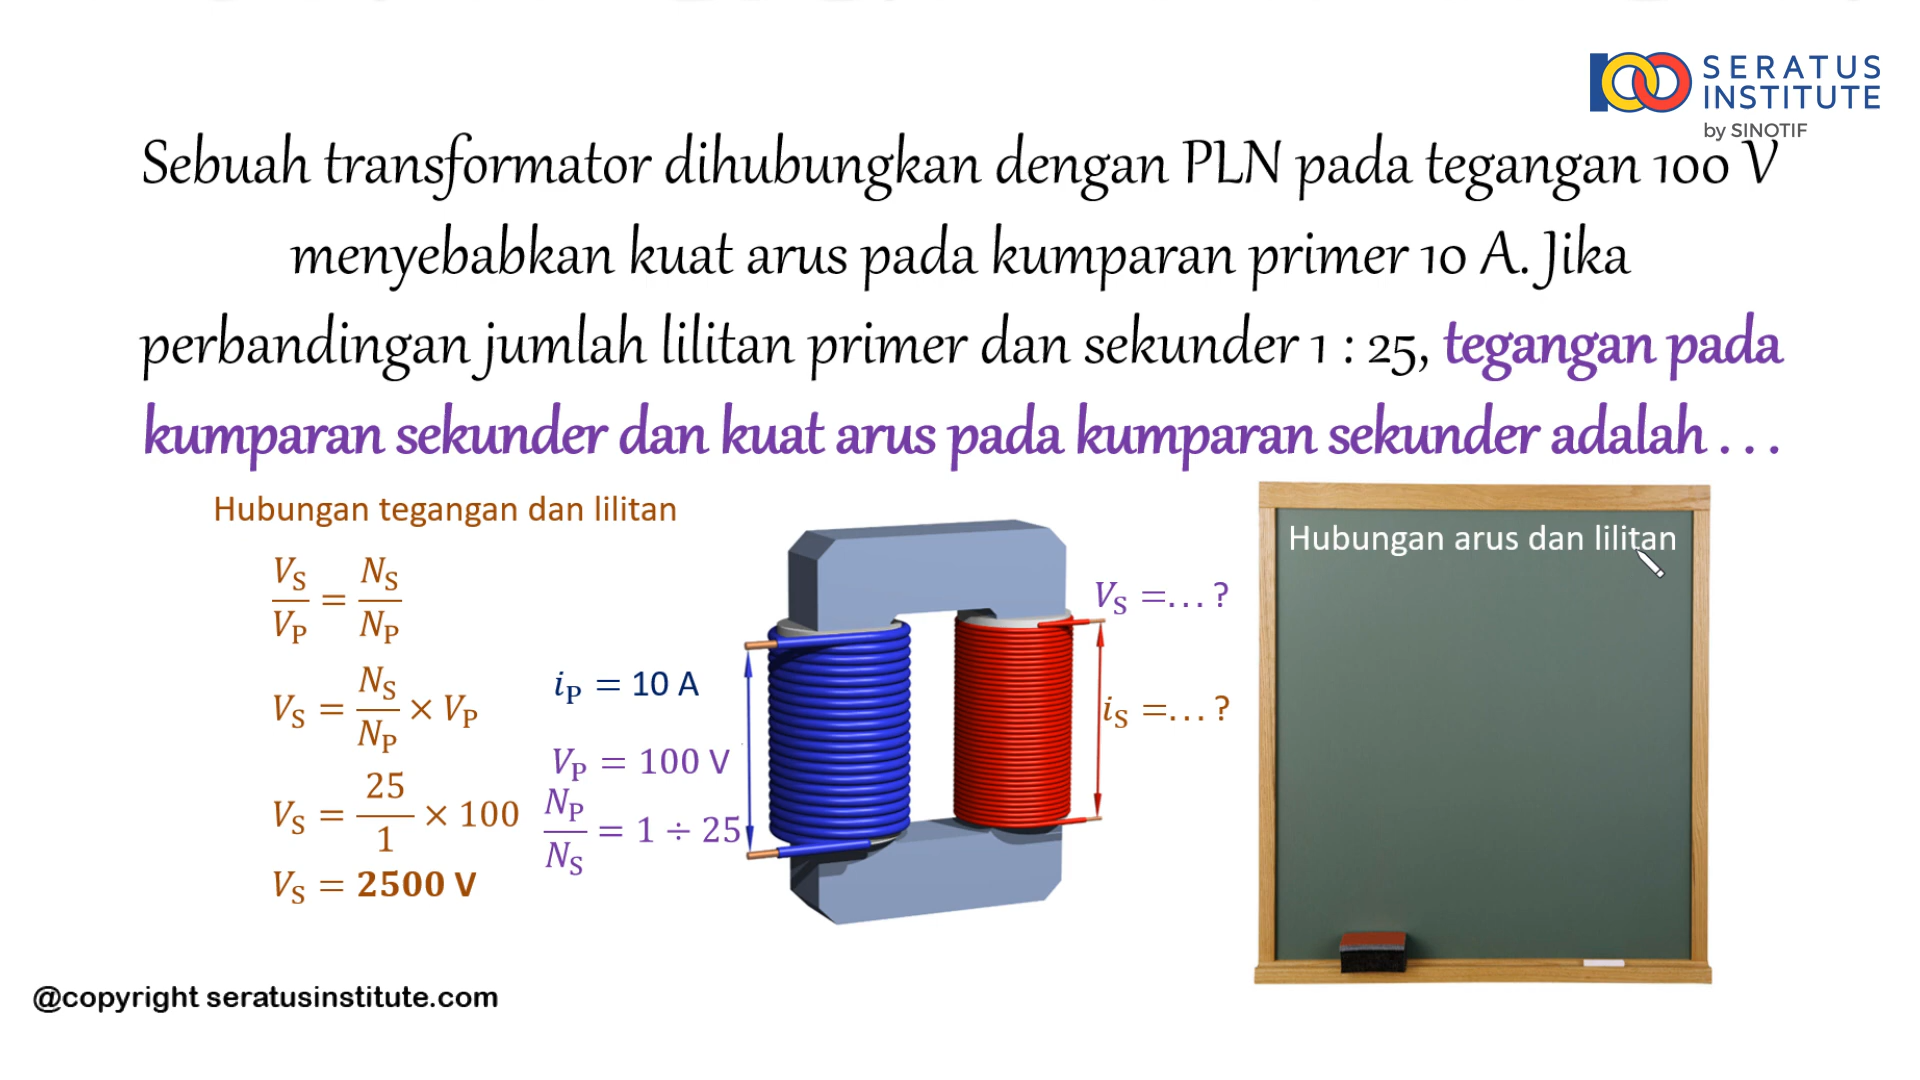 SERATUS
INSTITUTE
by SINOTIF
Sebuah transformator dihubungkan dengan PLN pada tegangan 100 V
menyebabkan kuat arus pada kumparan primer 10 A. Jika
perbandingan jumlah lilitan primer dan sekunder 1 : 25, tegangan pada
kumparan sekunder dan kuat arus pada kumparan sekunder adalah . . .
Hubungan tegangan dan lilitan
V_S/V_P = N_S/N_P
V_S = N_S/N_P × V_P
V_S = 25/1 × 100
V_S = 2500 V
i_P = 10 A
V_P = 100 V
N_P/N_S = 1 ÷ 25
V_S =... ?
i_S =... ?
Hubungan arus dan lilitan
@copyright seratusinstitute.com